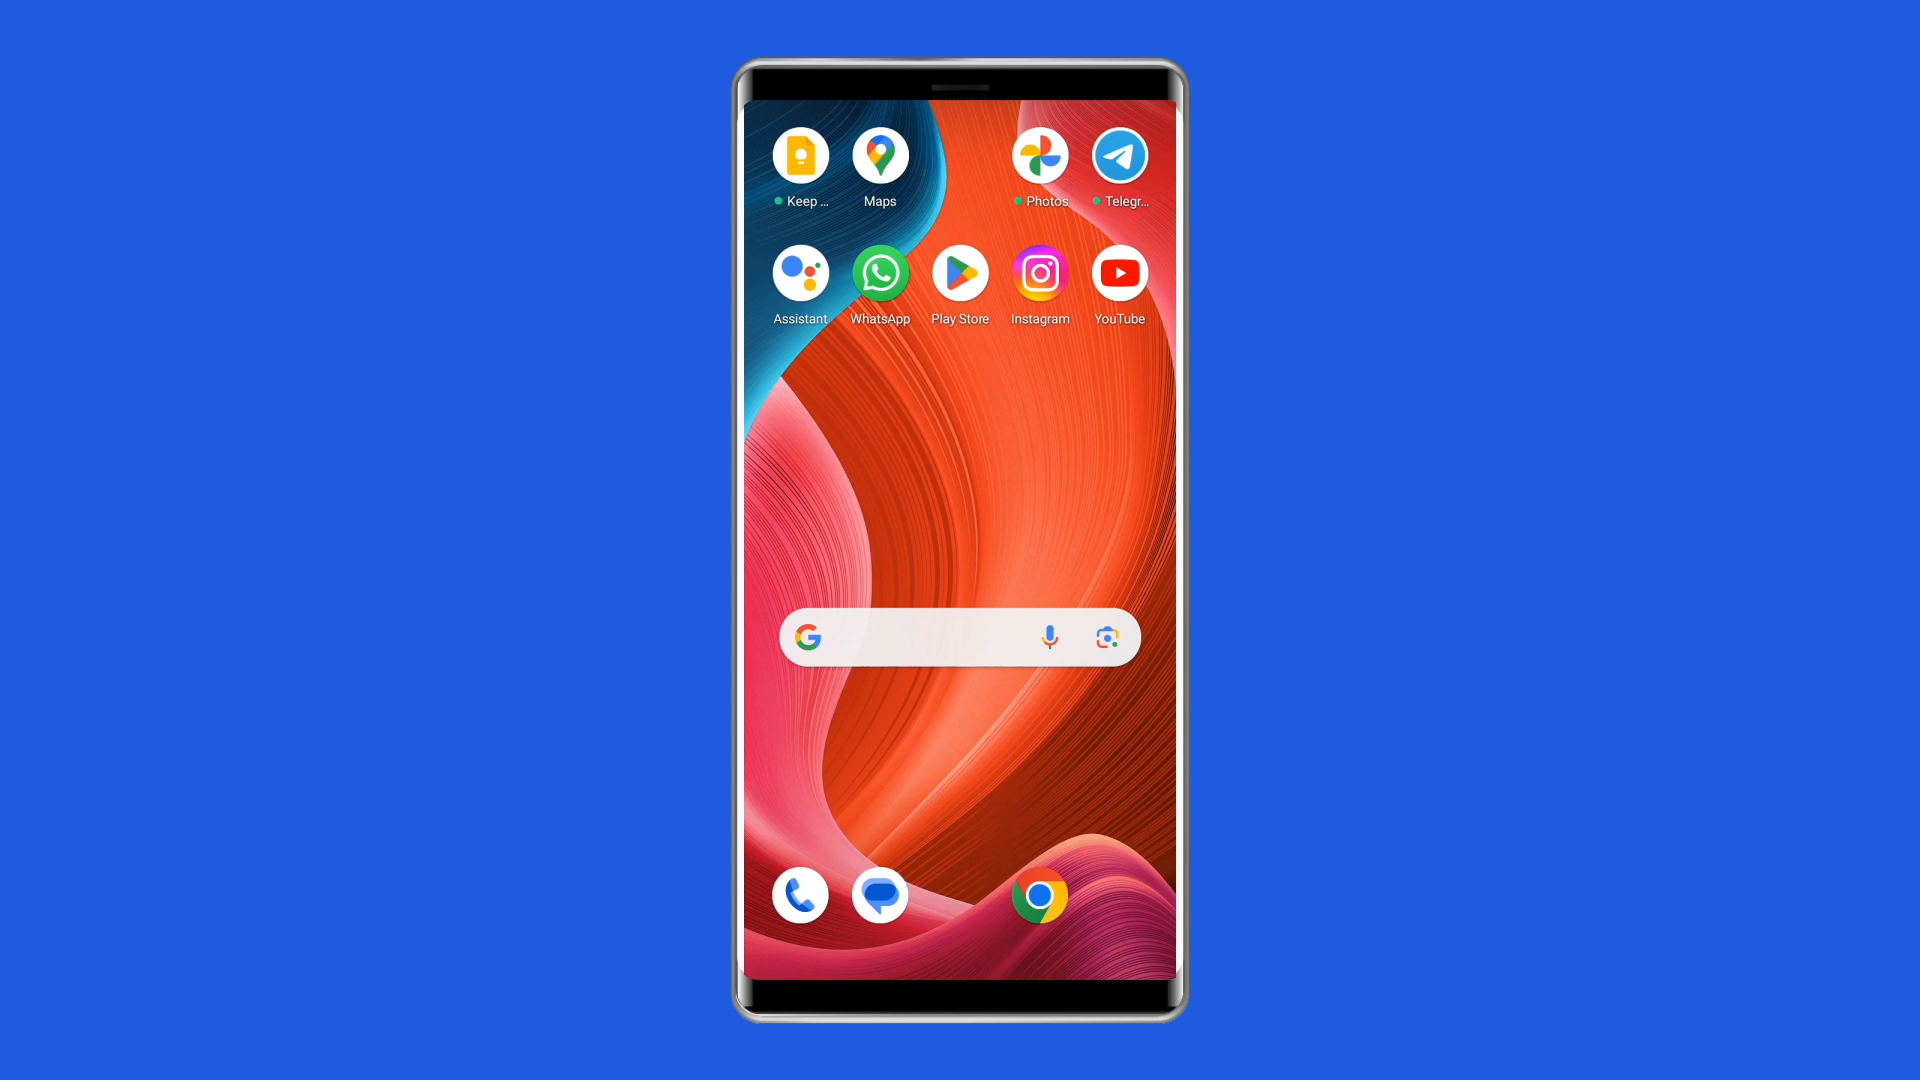 Keep ...
Maps
Photos
Telegr...
Assistant
WhatsApp
Play Store
Instagram
YouTube